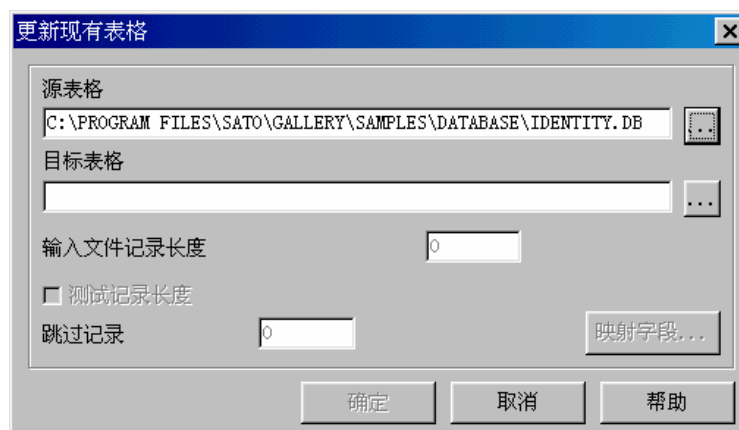 更新现有表格
源表格
C:\PROGRAM FILES\SATO\GALLERY\SAMPLES\DATABASE\IDENTITY.DB
...
目标表格
...
输入文件记录长度 0
测试记录长度
跳过记录 0 映射字段...
确定 取消 帮助